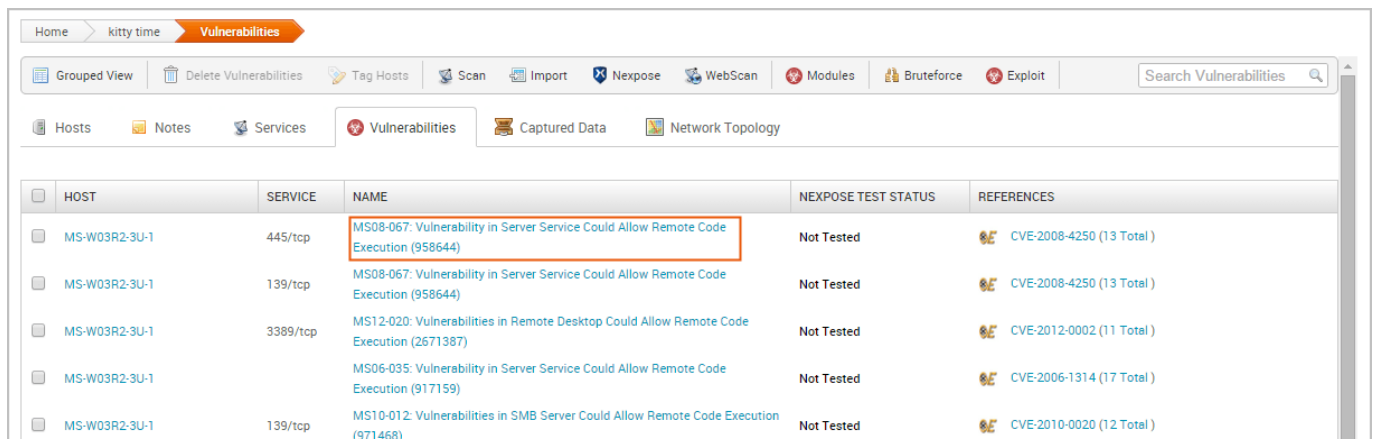 Home kitty time Vulnerabilities
Grouped View Delete Vulnerabilities Tag Hosts Scan Import Nexpose WebScan Modules Bruteforce Exploit Search Vulnerabilities
Hosts Notes Services Vulnerabilities Captured Data Network Topology
HOST SERVICE NAME NEXPOSE TEST STATUS REFERENCES
MS-W03R2-3U-1 445/tcp MS08-067: Vulnerability in Server Service Could Allow Remote Code
Execution (958644) Not Tested CVE-2008-4250 (13 Total )
MS-W03R2-3U-1 139/tcp MS08-067: Vulnerability in Server Service Could Allow Remote Code
Execution (958644) Not Tested CVE-2008-4250 (13 Total )
MS-W03R2-3U-1 3389/tcp MS12-020: Vulnerabilities in Remote Desktop Could Allow Remote Code
Execution (2671387) Not Tested CVE-2012-0002 (11 Total )
MS-W03R2-3U-1 MS06-035: Vulnerability in Server Service Could Allow Remote Code
Execution (917159) Not Tested CVE-2006-1314 (17 Total )
MS-W03R2-3U-1 139/tcp MS10-012: Vulnerabilities in SMB Server Could Allow Remote Code Execution
(971468) Not Tested CVE-2010-0020 (12 Total )